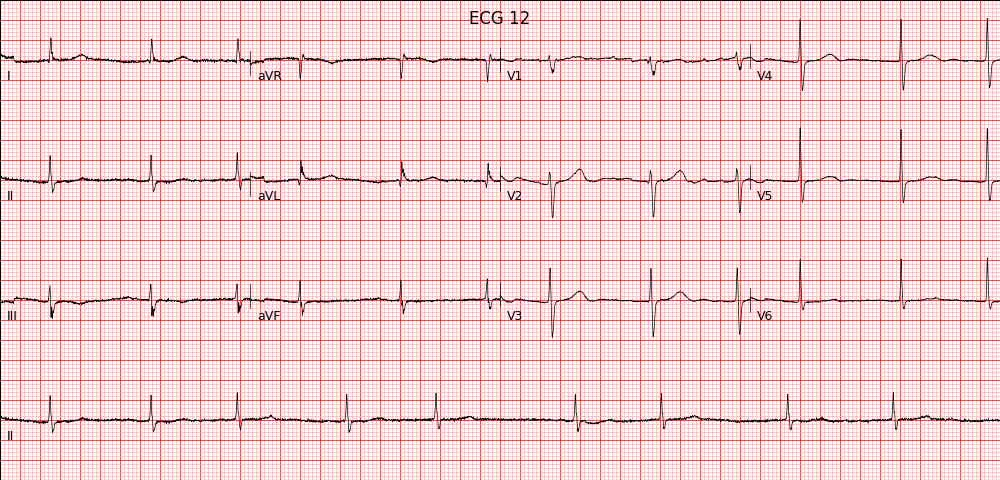 ECG 12
I aVR V1 V4
II aVL V2 V5
III aVF V3 V6
II